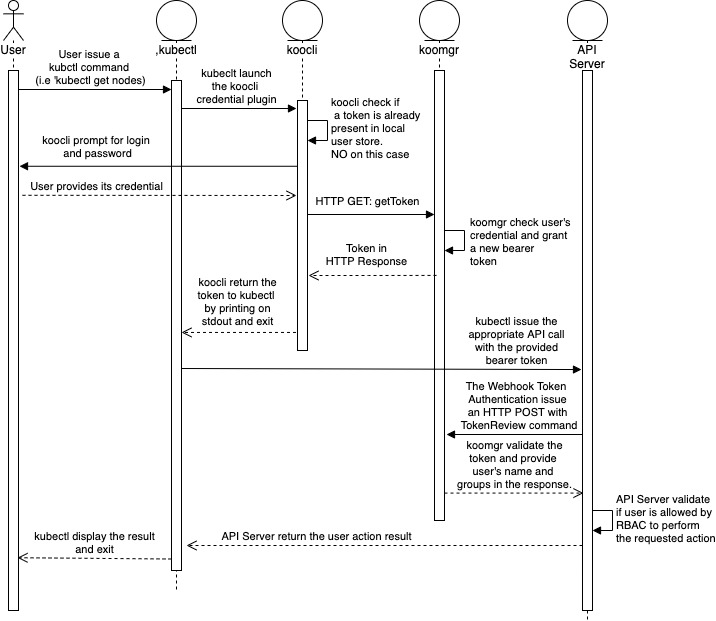 User
,kubectl
koocli
koomgr
API
Server
User issue a
kubctl command
(i.e 'kubectl get nodes)
kubeclt launch
the koocli
credential plugin
koocli check if
a token is already
present in local
user store.
NO on this case
koocli prompt for login
and password
User provides its credential
HTTP GET: getToken
koomgr check user's
credential and grant
a new bearer
token
Token in
HTTP Response
koocli return the
token to kubectl
by printing on
stdout and exit
kubectl issue the
appropriate API call
with the provided
bearer token
The Webhook Token
Authentication issue
an HTTP POST with
TokenReview command
koomgr validate the
token and provide
user's name and
groups in the response.
API Server validate
if user is allowed by
RBAC to perform
the requested action
API Server return the user action result
kubectl display the result
and exit